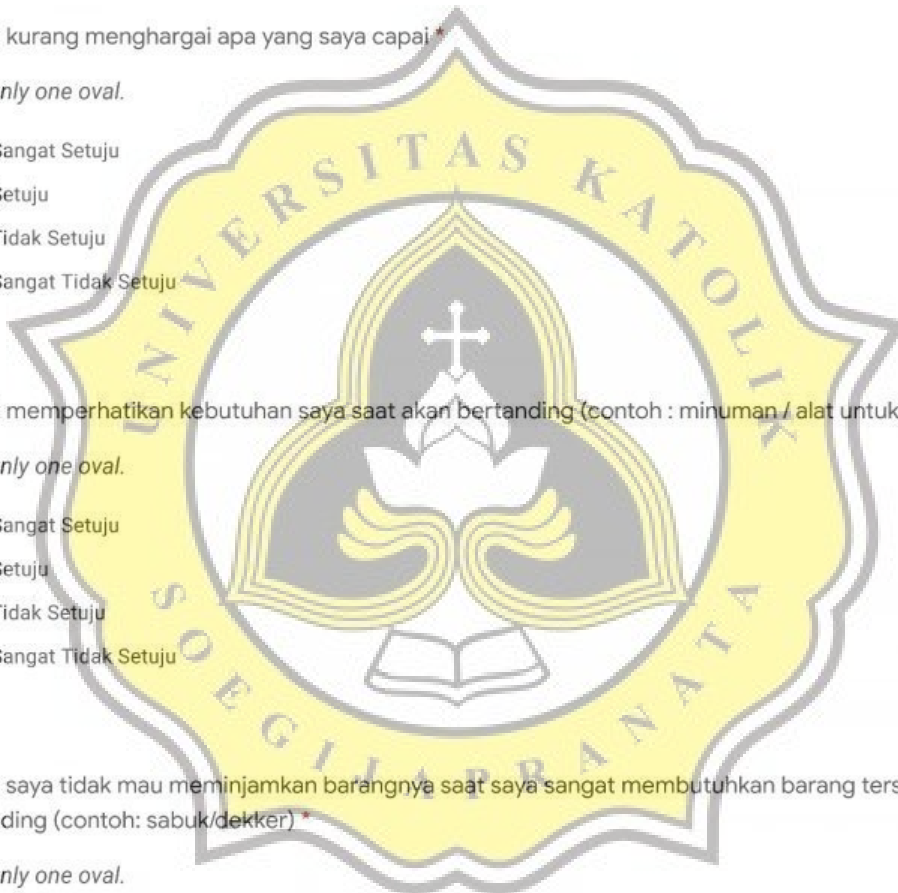 kurang menghargai apa yang saya capai *
nly one oval.
Sangat Setuju
Setuju
Tidak Setuju
Sangat Tidak Setuju
memperhatikan kebutuhan saya saat akan bertanding (contoh : minuman / alat untuk
nly one oval.
Sangat Setuju
Setuju
Tidak Setuju
Sangat Tidak Setuju
saya tidak mau meminjamkan barangnya saat saya sangat membutuhkan barang ters
ding (contoh: sabuk/dekker) *
nly one oval.
UNIVERSITAS KATOLIK
SOEGIJAPRANATA